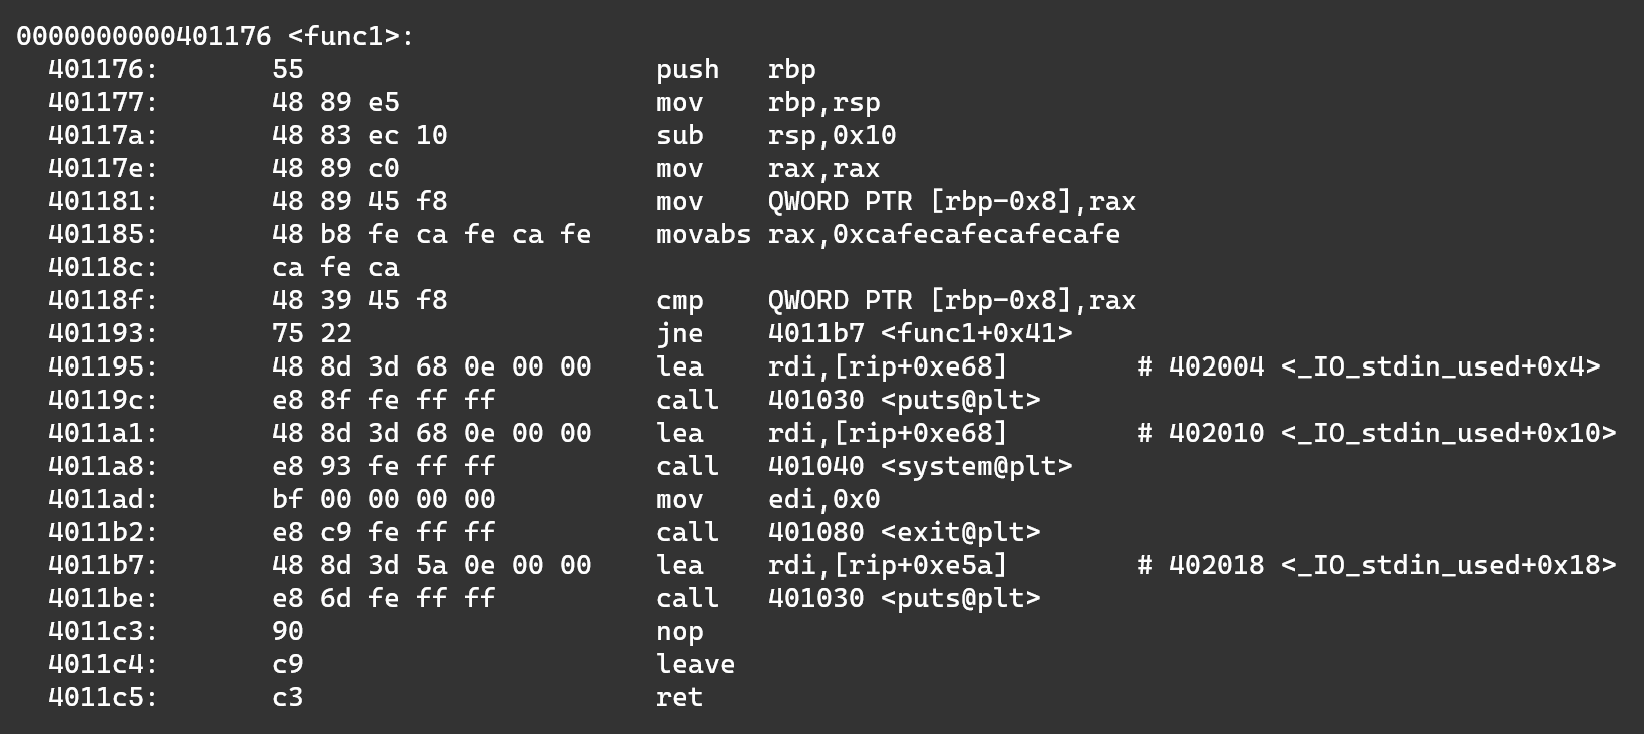 0000000000401176 <func1>:
  401176:       55                      push   rbp
  401177:       48 89 e5                mov    rbp,rsp
  40117a:       48 83 ec 10             sub    rsp,0x10
  40117e:       48 89 c0                mov    rax,rax
  401181:       48 89 45 f8             mov    QWORD PTR [rbp-0x8],rax
  401185:       48 b8 fe ca fe ca fe    movabs rax,0xcafecafecafecafe
  40118c:       ca fe ca
  40118f:       48 39 45 f8             cmp    QWORD PTR [rbp-0x8],rax
  401193:       75 22                   jne    4011b7 <func1+0x41>
  401195:       48 8d 3d 68 0e 00 00    lea    rdi,[rip+0xe68]        # 402004 <_IO_stdin_used+0x4>
  40119c:       e8 8f fe ff ff          call   401030 <puts@plt>
  4011a1:       48 8d 3d 68 0e 00 00    lea    rdi,[rip+0xe68]        # 402010 <_IO_stdin_used+0x10>
  4011a8:       e8 93 fe ff ff          call   401040 <system@plt>
  4011ad:       bf 00 00 00 00          mov    edi,0x0
  4011b2:       e8 c9 fe ff ff          call   401080 <exit@plt>
  4011b7:       48 8d 3d 5a 0e 00 00    lea    rdi,[rip+0xe5a]        # 402018 <_IO_stdin_used+0x18>
  4011be:       e8 6d fe ff ff          call   401030 <puts@plt>
  4011c3:       90                      nop
  4011c4:       c9                      leave
  4011c5:       c3                      ret